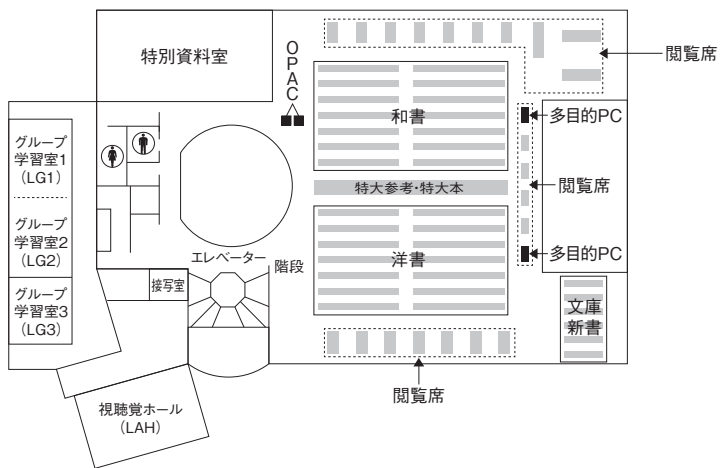 特別資料室
OPAC
閲覧席
和書
多目的PC
グループ
学習室1
(LG1)
特大参考・特大本
閲覧席
グループ
学習室2
(LG2)
多目的PC
洋書
エレベーター
階段
接写室
グループ
学習室3
(LG3)
文庫
新書
閲覧席
視聴覚ホール
(LAH)